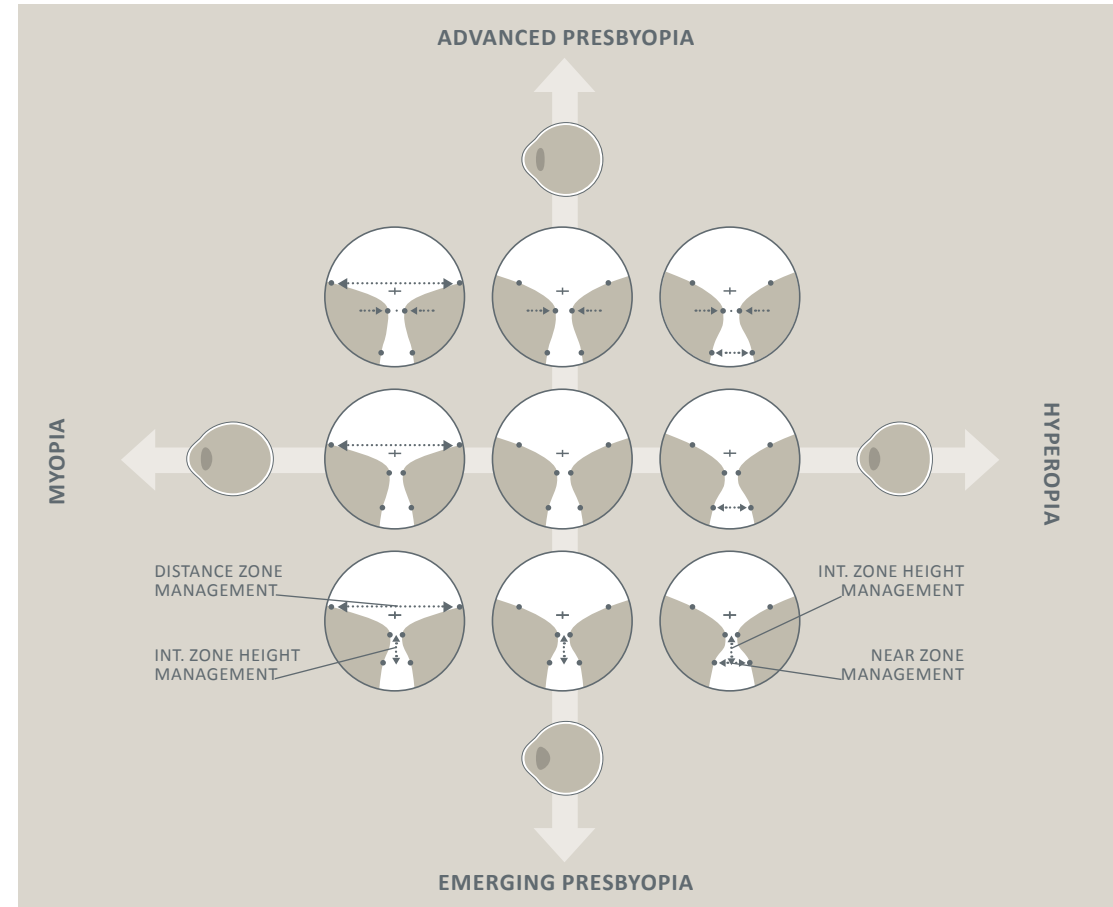 ADVANCED PRESBYOPIA
MYOPIA
HYPEROPIA
DISTANCE ZONE
MANAGEMENT
INT. ZONE HEIGHT
MANAGEMENT
INT. ZONE HEIGHT
MANAGEMENT
NEAR ZONE
MANAGEMENT
EMERGING PRESBYOPIA